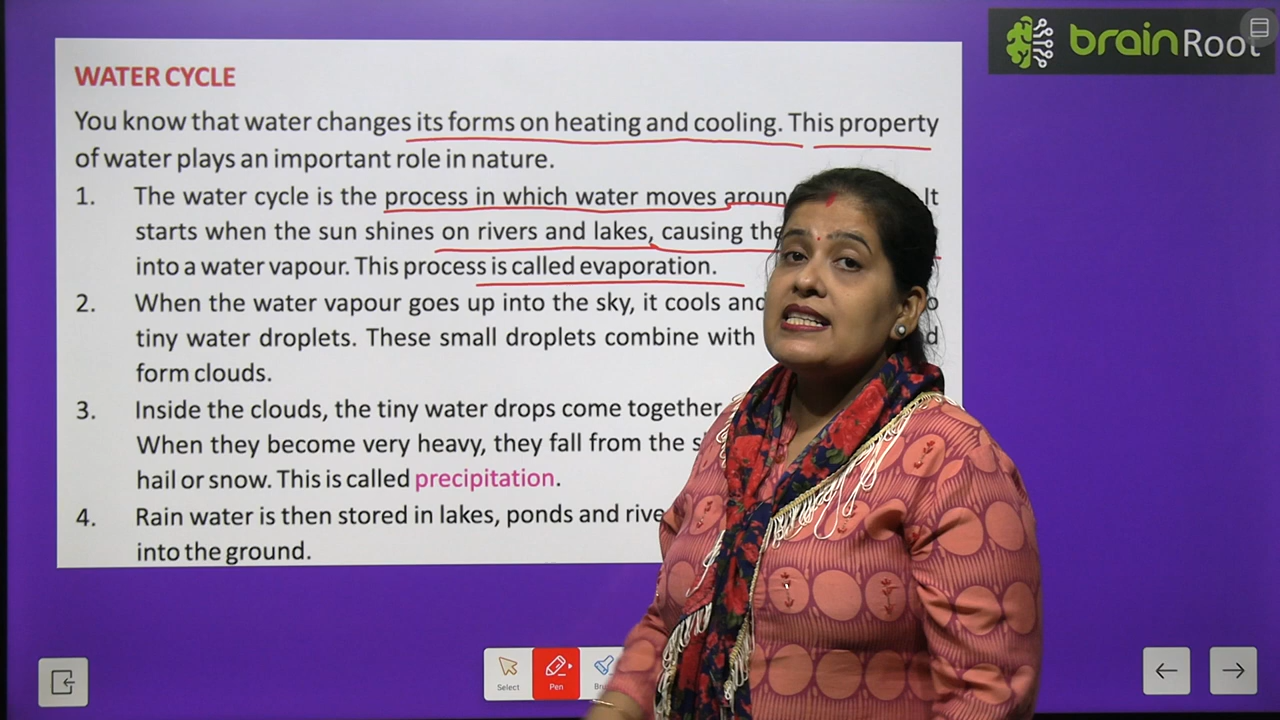 WATER CYCLE
brainRoot
You know that water changes its forms on heating and cooling. This property
of water plays an important role in nature.
1. The water cycle is the process in which water moves It
starts when the sun shines on rivers and lakes, causing
into a water vapour. This process is called evaporation.
2. When the water vapour goes up into the sky, it cools
tiny water droplets. These small droplets combine with
form clouds.
3. Inside the clouds, the tiny water drops come together
When they become very heavy, they fall from the
hail or snow. This is called precipitation.
4. Rain water is then stored in lakes, ponds and
into the ground.
Select Pen